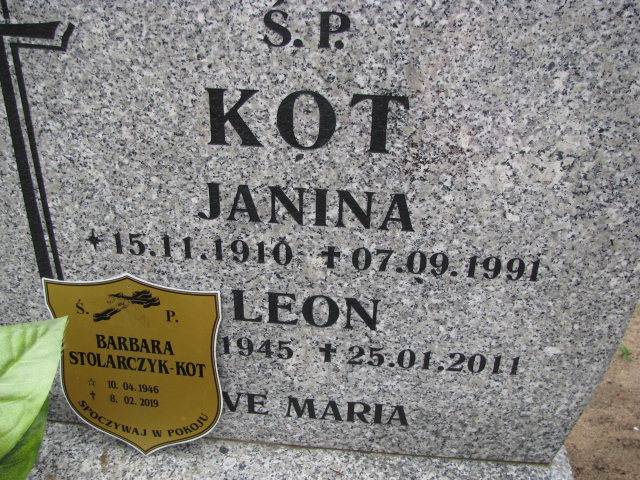 Ś. P.
KOT
JANINA
* 15.11.1910 ✝ 07.09.1991
LEON
1945 ✝ 25.01.2011
VE MARIA
Ś. P.
BARBARA
STOLARCZYK-KOT
☆ 10.04.1946
✝ 8.02.2019
SPOCZYWAJ W POKOJU